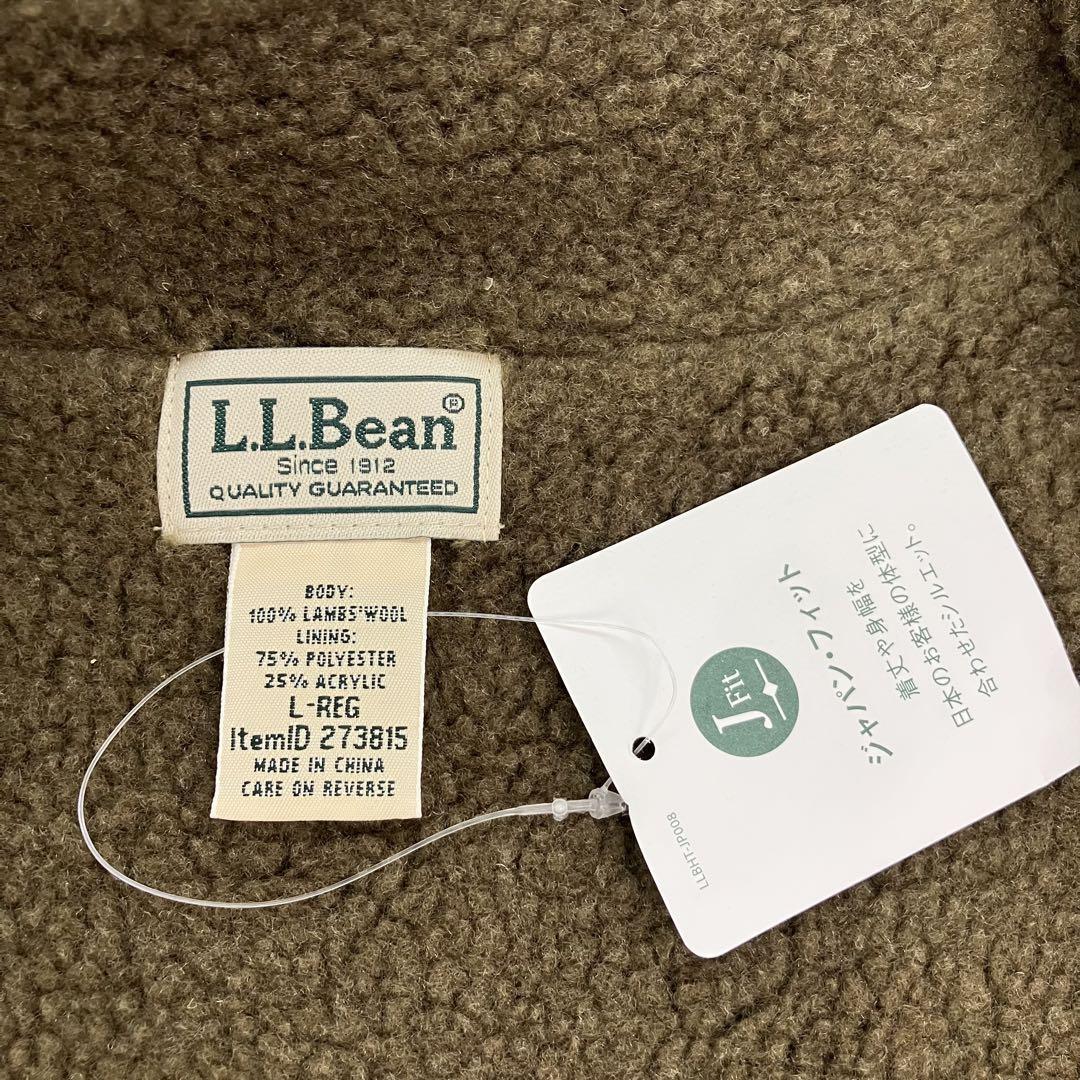 L.L.Bean®
Since 1912
QUALITY GUARANTEED
BODY:
100% LAMBS'WOOL
LINING:
75% POLYESTER
25% ACRYLIC
L-REG
ItemID 273815
MADE IN CHINA
CARE ON REVERSE
J Fit
ジャパン・フィット
着丈や身幅を
日本のお客様の体型に
合わせたシルエット。
LLBHT-JP008